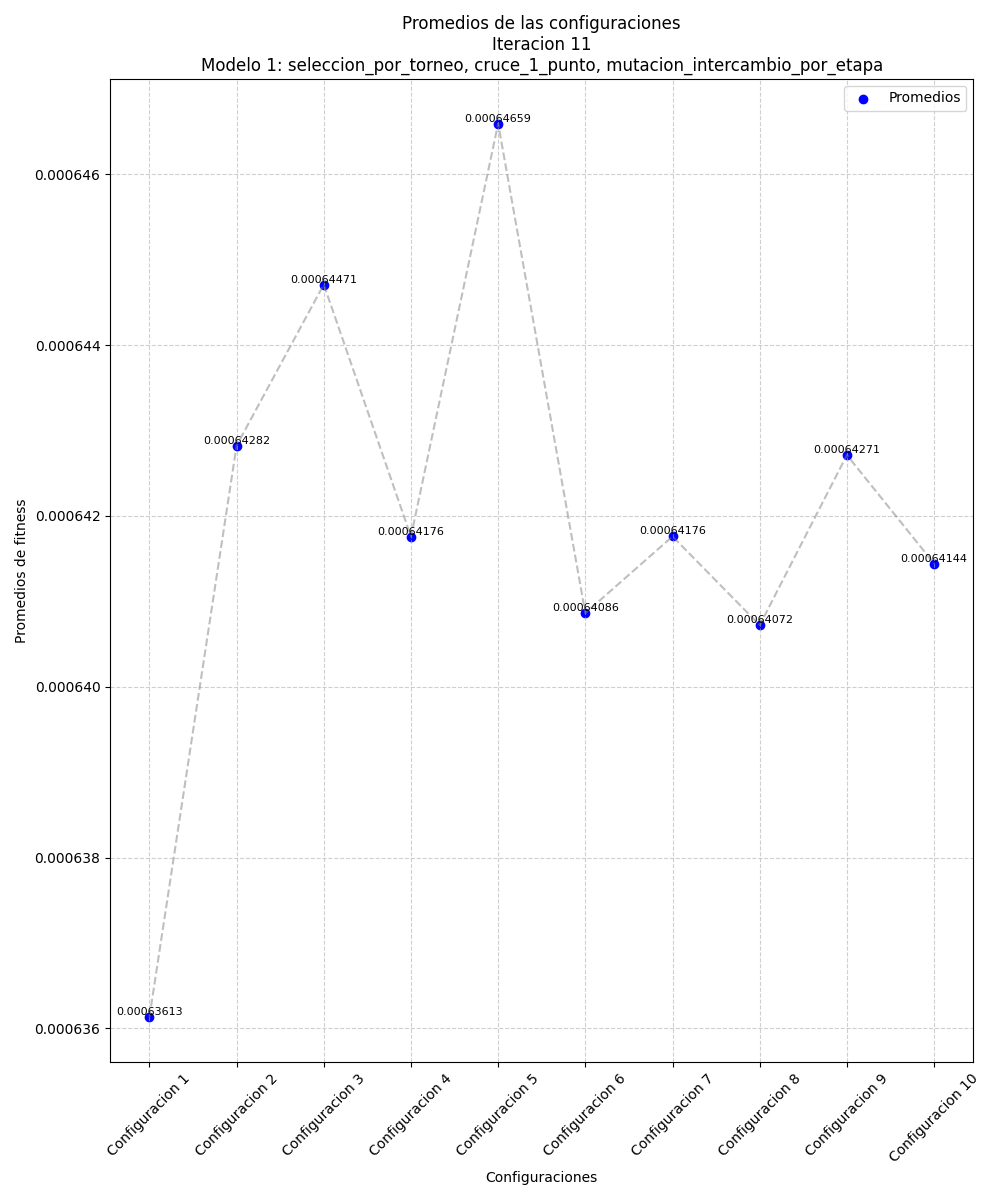 Promedios de las configuraciones
Iteracion 11
Modelo 1: seleccion_por_torneo, cruce_1_punto, mutacion_intercambio_por_etapa
Promedios
0.00064659
0.000646
0.00064471
0.000644
0.00064282
0.00064271
0.000642
0.00064176
0.00064176
0.00064144
0.00064086
0.00064072
0.000640
0.000638
0.00063613
0.000636
Promedios de fitness
Configuracion 1
Configuracion 2
Configuracion 3
Configuracion 4
Configuracion 5
Configuracion 6
Configuracion 7
Configuracion 8
Configuracion 9
Configuracion 10
Configuraciones